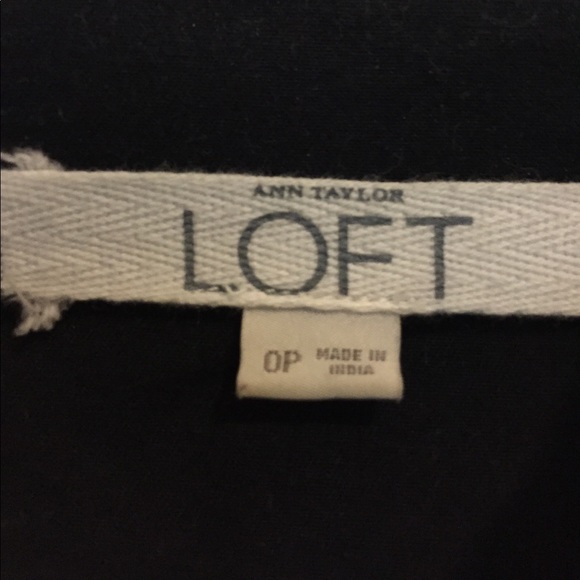 ANN TAYLOR
LOFT
0P MADE IN
INDIA